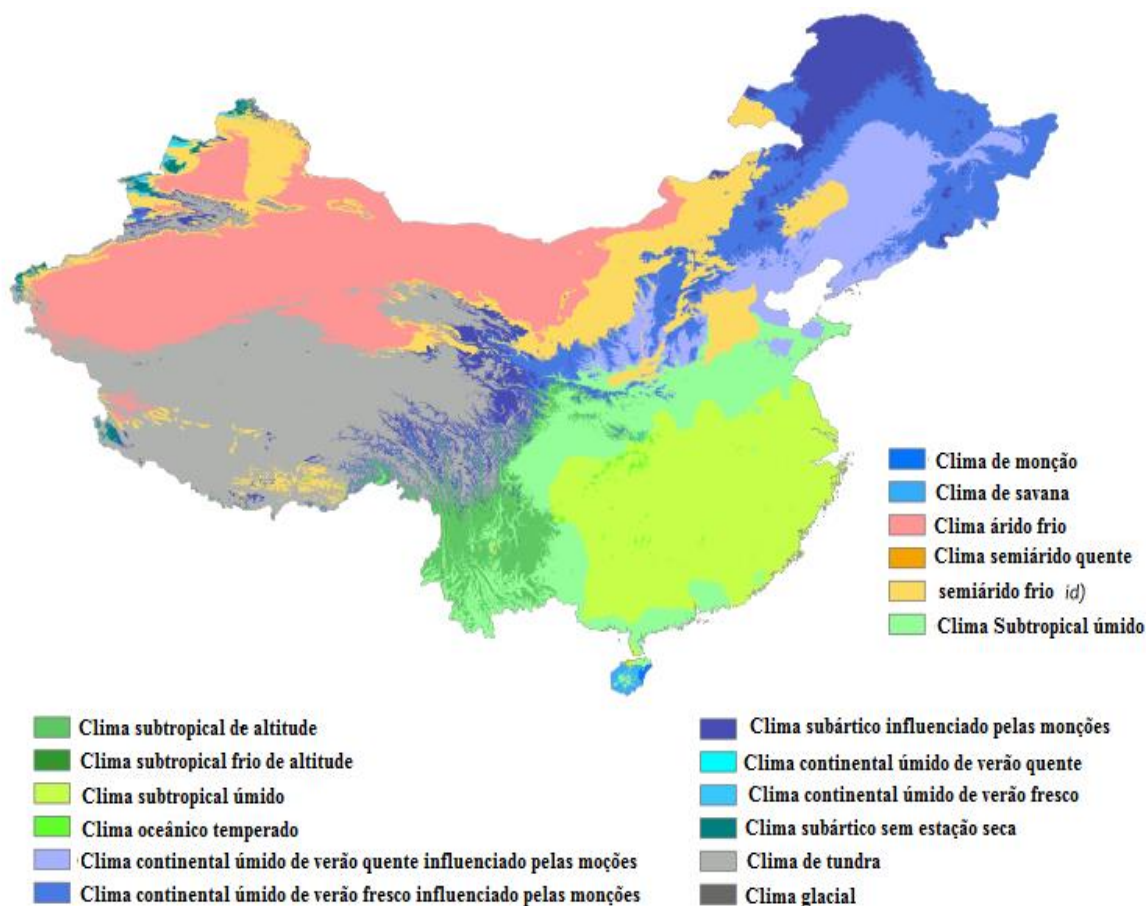 Clima de monção
Clima de savana
Clima árido frio
Clima semiárido quente
semiárido frio id)
Clima Subtropical úmido
Clima subtropical de altitude
Clima subtropical frio de altitude
Clima subtropical úmido
Clima oceânico temperado
Clima continental úmido de verão quente influenciado pelas moções
Clima continental úmido de verão fresco influenciado pelas monções
Clima subártico influenciado pelas monções
Clima continental úmido de verão quente
Clima continental úmido de verão fresco
Clima subártico sem estação seca
Clima de tundra
Clima glacial